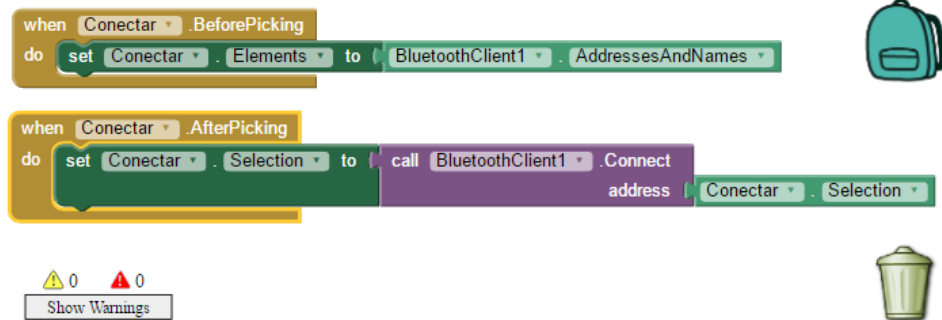 when Conectar .BeforePicking
do set Conectar . Elements to BluetoothClient1 . AddressesAndNames
when Conectar .AfterPicking
do set Conectar . Selection to call BluetoothClient1 .Connect
address Conectar . Selection
0 0
Show Warnings